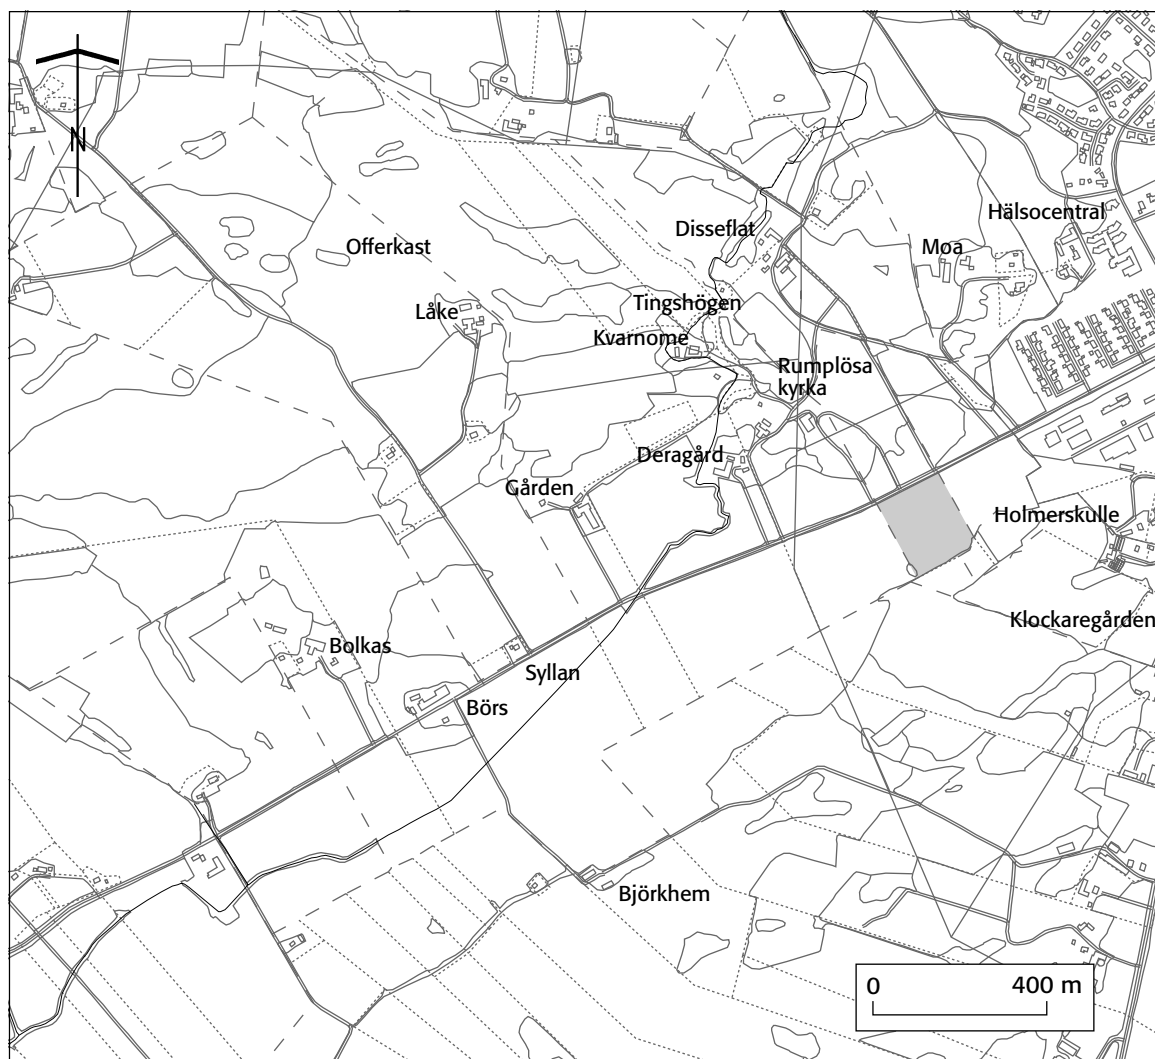 N
Hälsocentral
Disseflat
Moa
Offerkast
Tingshögen
Låke
Kvarnome
Rumplösa
kyrka
Deragård
Gården
Holmerskulle
Klockaregården
Bolkas
Syllan
Börs
Björkhem
0 400 m